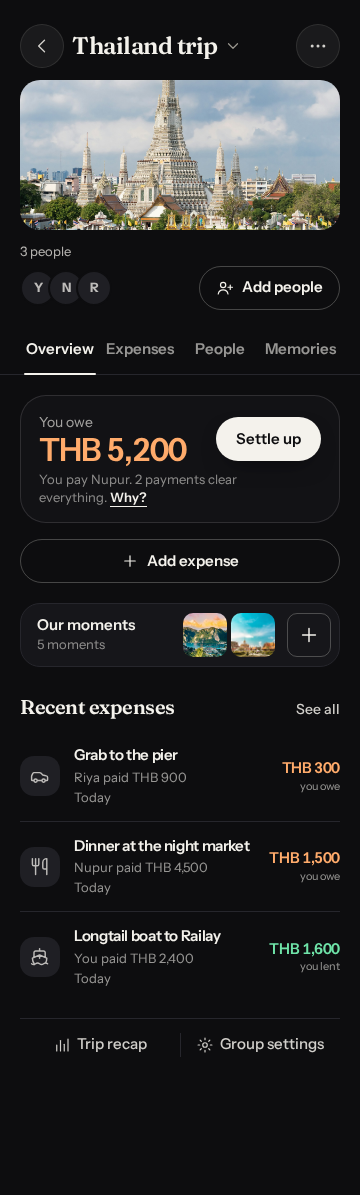 Thailand trip
3 people
Y N R
Add people
Overview Expenses People Memories
You owe
THB 5,200
Settle up
You pay Nupur. 2 payments clear
everything. Why?
Add expense
Our moments
5 moments
Recent expenses
See all
Grab to the pier
Riya paid THB 900
Today
THB 300
you owe
Dinner at the night market
Nupur paid THB 4,500
Today
THB 1,500
you owe
Longtail boat to Railay
You paid THB 2,400
Today
THB 1,600
you lent
Trip recap
Group settings